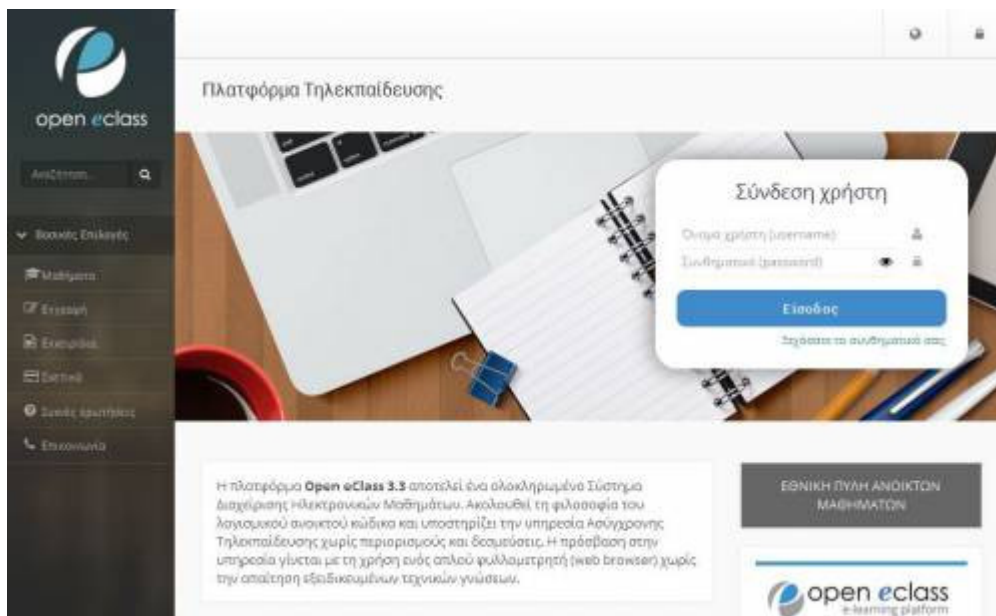 open eclass
Πλατφόρμα Τηλεκπαίδευσης
Αναζήτηση...
Βασικές Επιλογές
Μαθήματα
Εγγραφή
Εγχειρίδια
Σχετικά
Συχνές ερωτήσεις
Επικοινωνία
Σύνδεση χρήστη
Όνομα χρήστη (username)
Συνθηματικό (password)
Είσοδος
Ξεχάσατε το συνθηματικό σας
Η πλατφόρμα Open eClass 3.3 αποτελεί ένα ολοκληρωμένο Σύστημα
Διαχείρισης Ηλεκτρονικών Μαθημάτων. Ακολουθεί τη φιλοσοφία του
λογισμικού ανοικτού κώδικα και υποστηρίζει την υπηρεσία Ασύγχρονης
Τηλεκπαίδευσης χωρίς περιορισμούς και δεσμεύσεις. Η πρόσβαση στην
υπηρεσία γίνεται με τη χρήση ενός απλού φυλλομετρητή (web browser) χωρίς
την απαίτηση εξειδικευμένων τεχνικών γνώσεων.
ΕΘΝΙΚΗ ΠΥΛΗ ΑΝΟΙΚΤΩΝ
ΜΑΘΗΜΑΤΩΝ
open eclass
e-learning platform